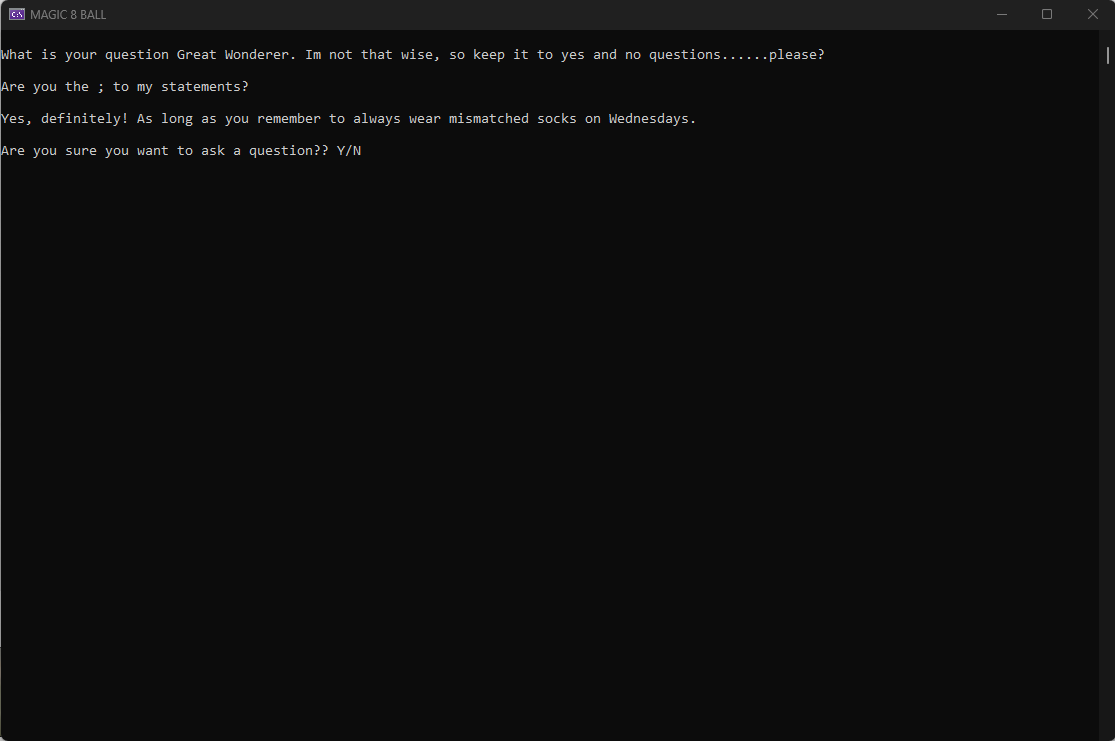 MAGIC 8 BALL
What is your question Great Wonderer. Im not that wise, so keep it to yes and no questions......please?
Are you the ; to my statements?
Yes, definitely! As long as you remember to always wear mismatched socks on Wednesdays.
Are you sure you want to ask a question?? Y/N